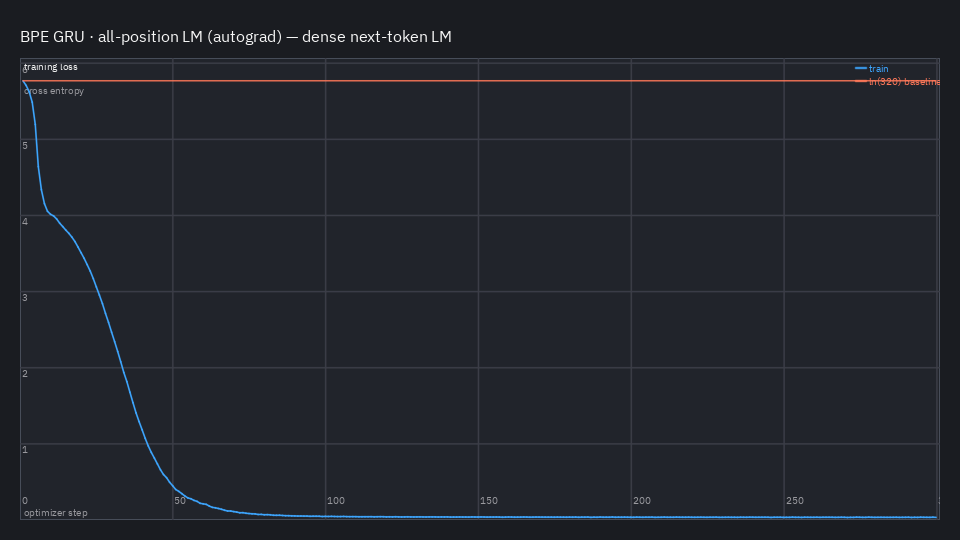 BPE GRU · all-position LM (autograd) — dense next-token LM
training loss
6
train
ln(320) baseline
cross entropy
5
4
3
2
1
0
50
100
150
200
250
optimizer step